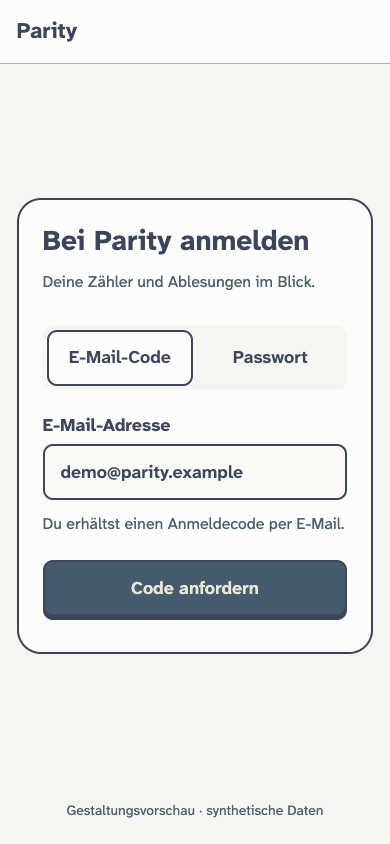 Parity
Bei Parity anmelden
Deine Zähler und Ablesungen im Blick.
E-Mail-Code
Passwort
E-Mail-Adresse
demo@parity.example
Du erhältst einen Anmeldecode per E-Mail.
Code anfordern
Gestaltungsvorschau · synthetische Daten